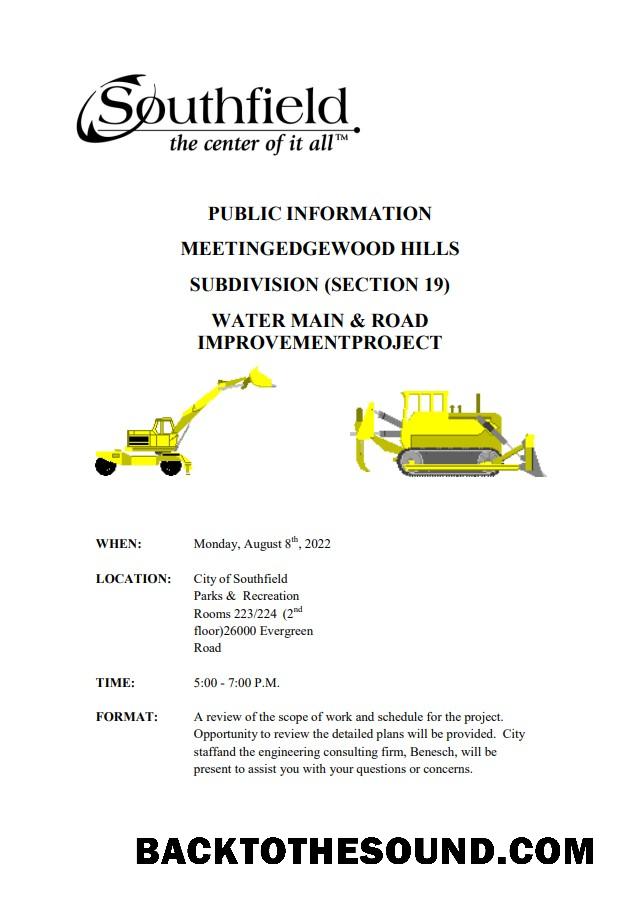 Southfield
the center of it all™
PUBLIC INFORMATION
MEETINGEDGEWOOD HILLS
SUBDIVISION (SECTION 19)
WATER MAIN & ROAD
IMPROVEMENTPROJECT
WHEN: Monday, August 8th, 2022
LOCATION: City of Southfield
Parks & Recreation
Rooms 223/224 (2nd
floor)26000 Evergreen
Road
TIME: 5:00 - 7:00 P.M.
FORMAT: A review of the scope of work and schedule for the project.
Opportunity to review the detailed plans will be provided. City
staffand the engineering consulting firm, Benesch, will be
present to assist you with your questions or concerns.
BACKTOTHESOUND.COM